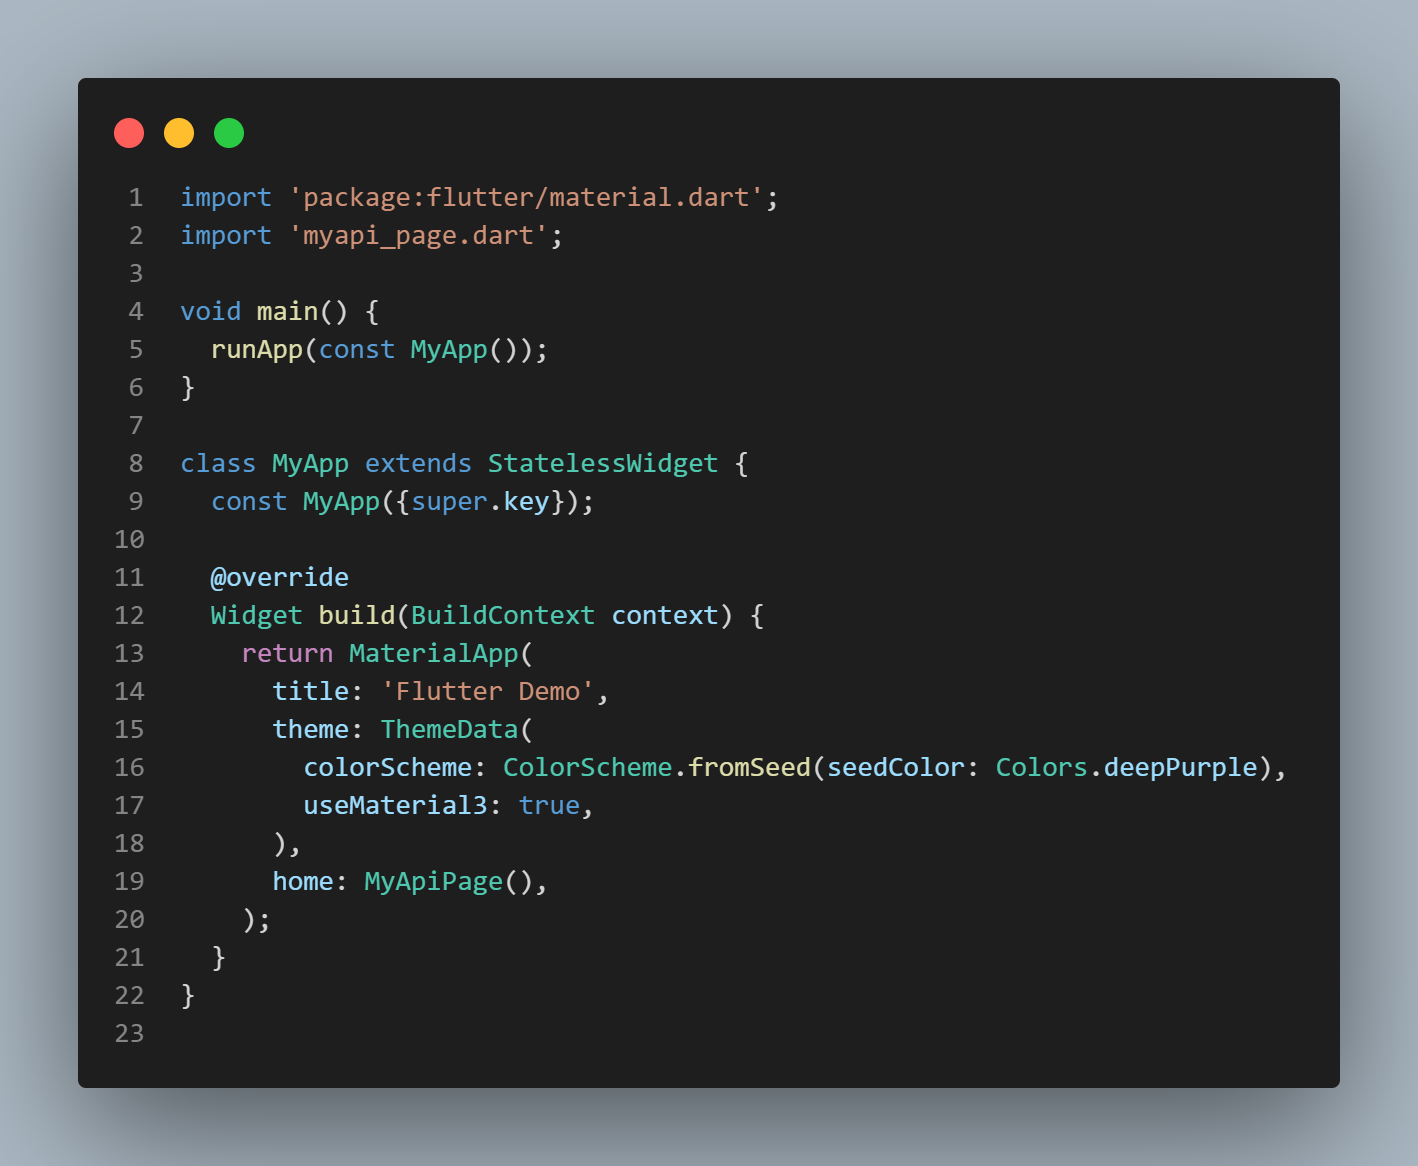 1 import 'package:flutter/material.dart';
2 import 'myapi_page.dart';
3
4 void main() {
5   runApp(const MyApp());
6 }
7
8 class MyApp extends StatelessWidget {
9   const MyApp({super.key});
10
11   @override
12   Widget build(BuildContext context) {
13     return MaterialApp(
14       title: 'Flutter Demo',
15       theme: ThemeData(
16         colorScheme: ColorScheme.fromSeed(seedColor: Colors.deepPurple),
17         useMaterial3: true,
18       ),
19       home: MyApiPage(),
20     );
21   }
22 }
23